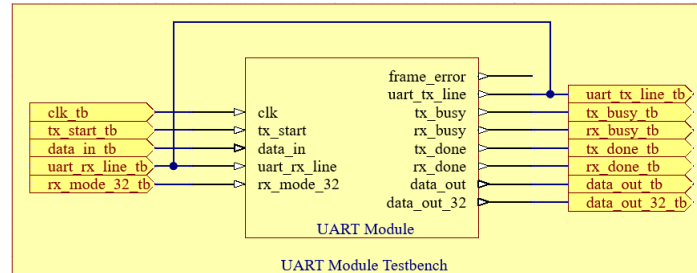 clk_tb
tx_start_tb
data_in_tb
uart_rx_line_tb
rx_mode_32_tb
clk
tx_start
data_in
uart_rx_line
rx_mode_32
frame_error
uart_tx_line
tx_busy
rx_busy
tx_done
rx_done
data_out
data_out_32
UART Module
uart_tx_line_tb
tx_busy_tb
rx_busy_tb
tx_done_tb
rx_done_tb
data_out_tb
data_out_32_tb
UART Module Testbench